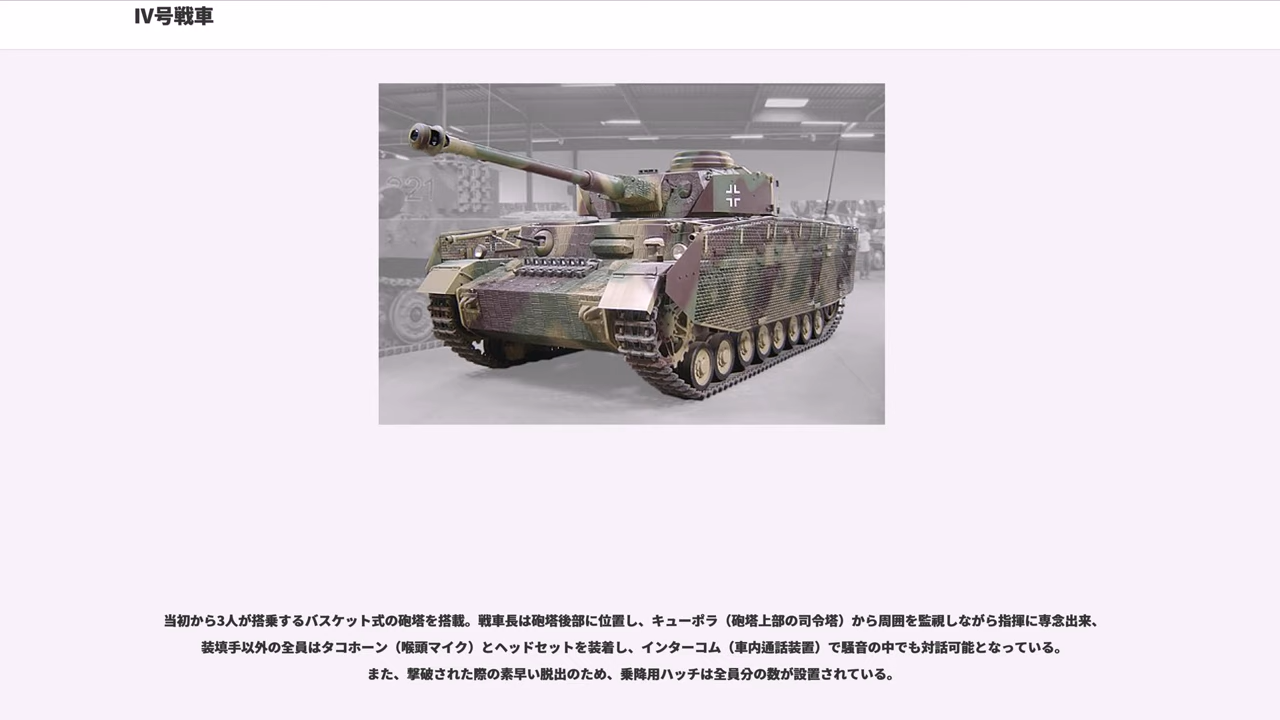 Ⅳ号戦車
当初から3人が搭乗するバスケット式の砲塔を搭載。戦車長は砲塔後部に位置し、キューポラ（砲塔上部の司令塔）から周囲を監視しながら指揮に専念出来、
装填手以外の全員はタコホーン（喉頭マイク）とヘッドセットを装着し、インターコム（車内通話装置）で騒音の中でも対話可能となっている。
また、撃破された際の素早い脱出のため、乗降用ハッチは全員分の数が設置されている。